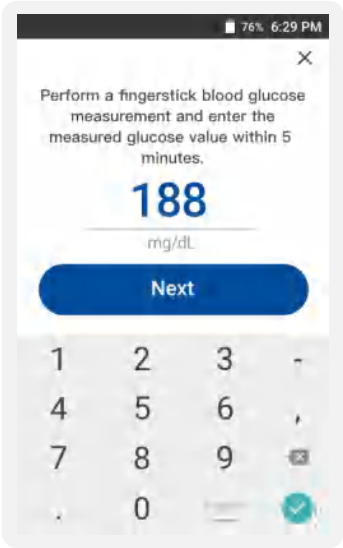 76% 6:29 PM
Perform a fingerstick blood glucose
measurement and enter the
measured glucose value within 5
minutes.
188
mg/dL
Next
1 2 3 -
4 5 6 ,
7 8 9
. 0